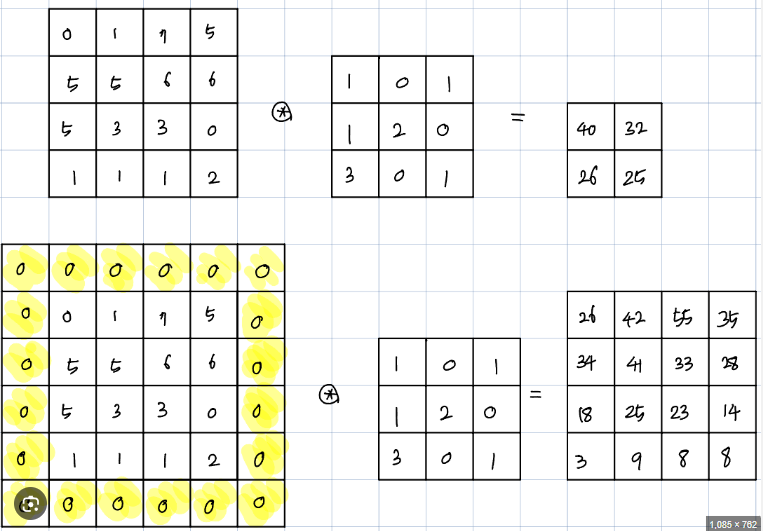 0 1 7 5
5 5 6 6
5 3 3 0
1 1 1 2
⊛
1 0 1
1 2 0
3 0 1
=
40 32
26 25
0 0 0 0 0 0
0 0 1 7 5 0
0 5 5 6 6 0
0 5 3 3 0 0
0 1 1 1 2 0
0 0 0 0 0
⊛
1 0 1
1 2 0
3 0 1
=
26 42 55 35
34 41 33 28
18 25 23 14
3 9 8 8
1,085 × 762